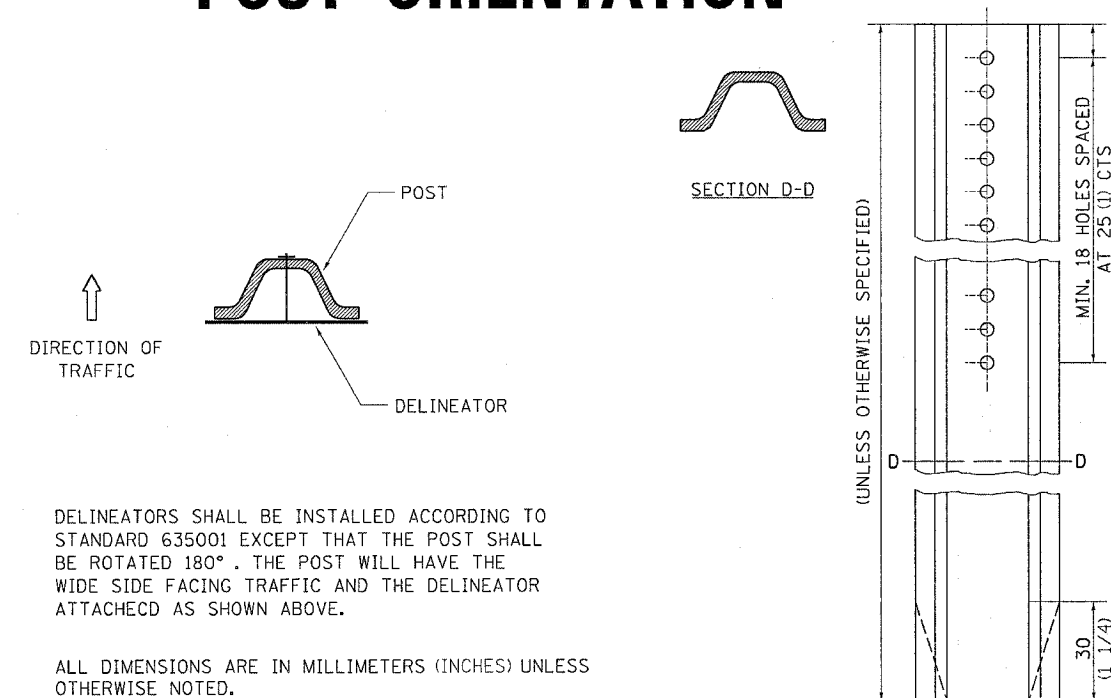 POST ORIENTATION
POST
DIRECTION OF
TRAFFIC
DELINEATOR
SECTION D-D
(UNLESS OTHERWISE SPECIFIED)
MIN. 18 HOLES SPACED
AT 25 (1) CTS
D
D
30
(1 1/4)
DELINEATORS SHALL BE INSTALLED ACCORDING TO
STANDARD 635001 EXCEPT THAT THE POST SHALL
BE ROTATED 180° . THE POST WILL HAVE THE
WIDE SIDE FACING TRAFFIC AND THE DELINEATOR
ATTACHECD AS SHOWN ABOVE.
ALL DIMENSIONS ARE IN MILLIMETERS (INCHES) UNLESS
OTHERWISE NOTED.